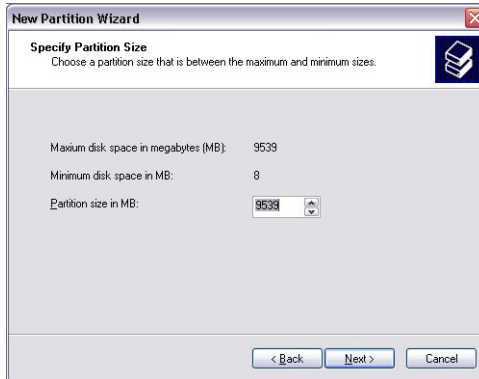 New Partition Wizard
Specify Partition Size
Choose a partition size that is between the maximum and minimum sizes.
Maxium disk space in megabytes (MB): 9539
Minimum disk space in MB: 8
Partition size in MB: 9539
< Back Next > Cancel